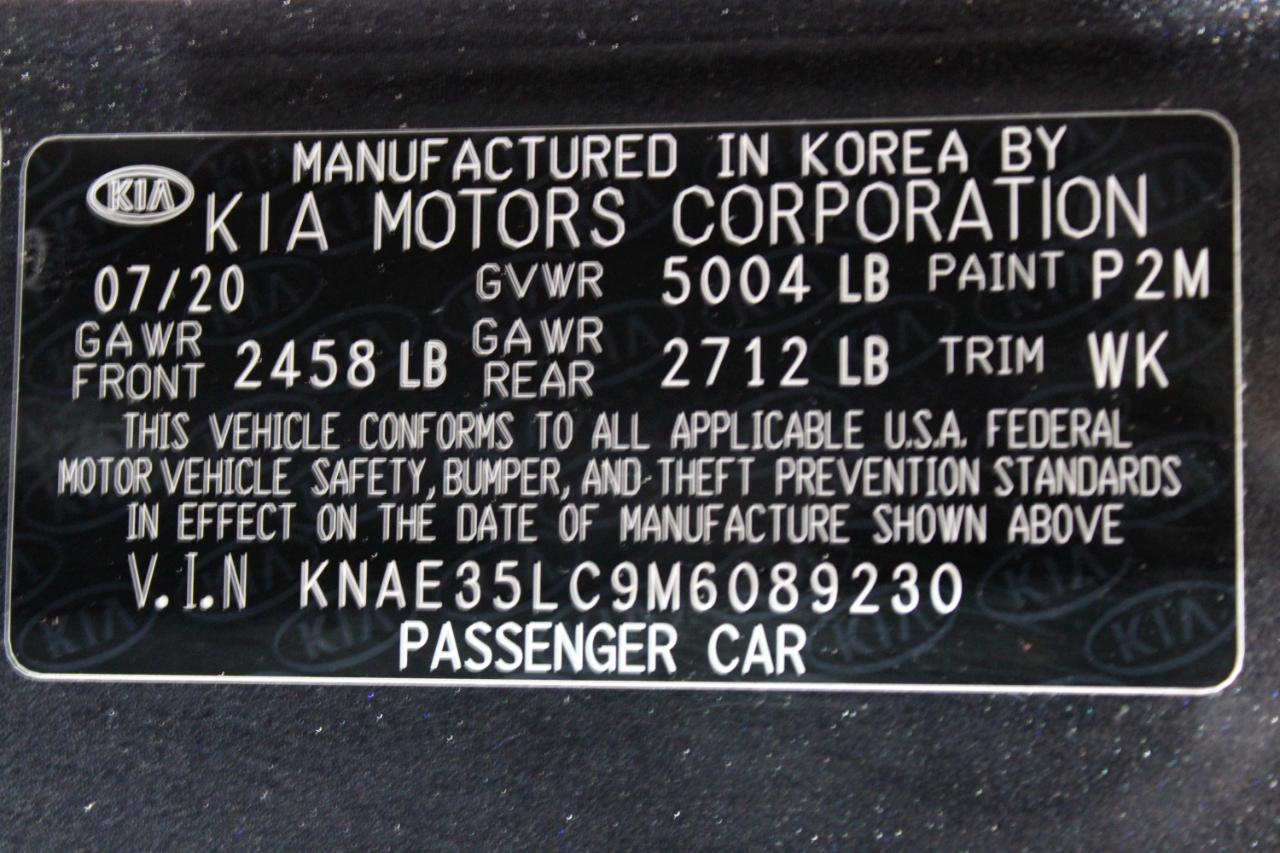 MANUFACTURED IN KOREA BY
KIA KIA MOTORS CORPORATION
07/20 GVWR 5004 LB PAINT P2M
GAWR FRONT 2458 LB GAWR REAR 2712 LB TRIM WK
THIS VEHICLE CONFORMS TO ALL APPLICABLE U.S.A. FEDERAL
MOTOR VEHICLE SAFETY, BUMPER, AND THEFT PREVENTION STANDARDS
IN EFFECT ON THE DATE OF MANUFACTURE SHOWN ABOVE
V.I.N KNAE35LC9M6089230
PASSENGER CAR